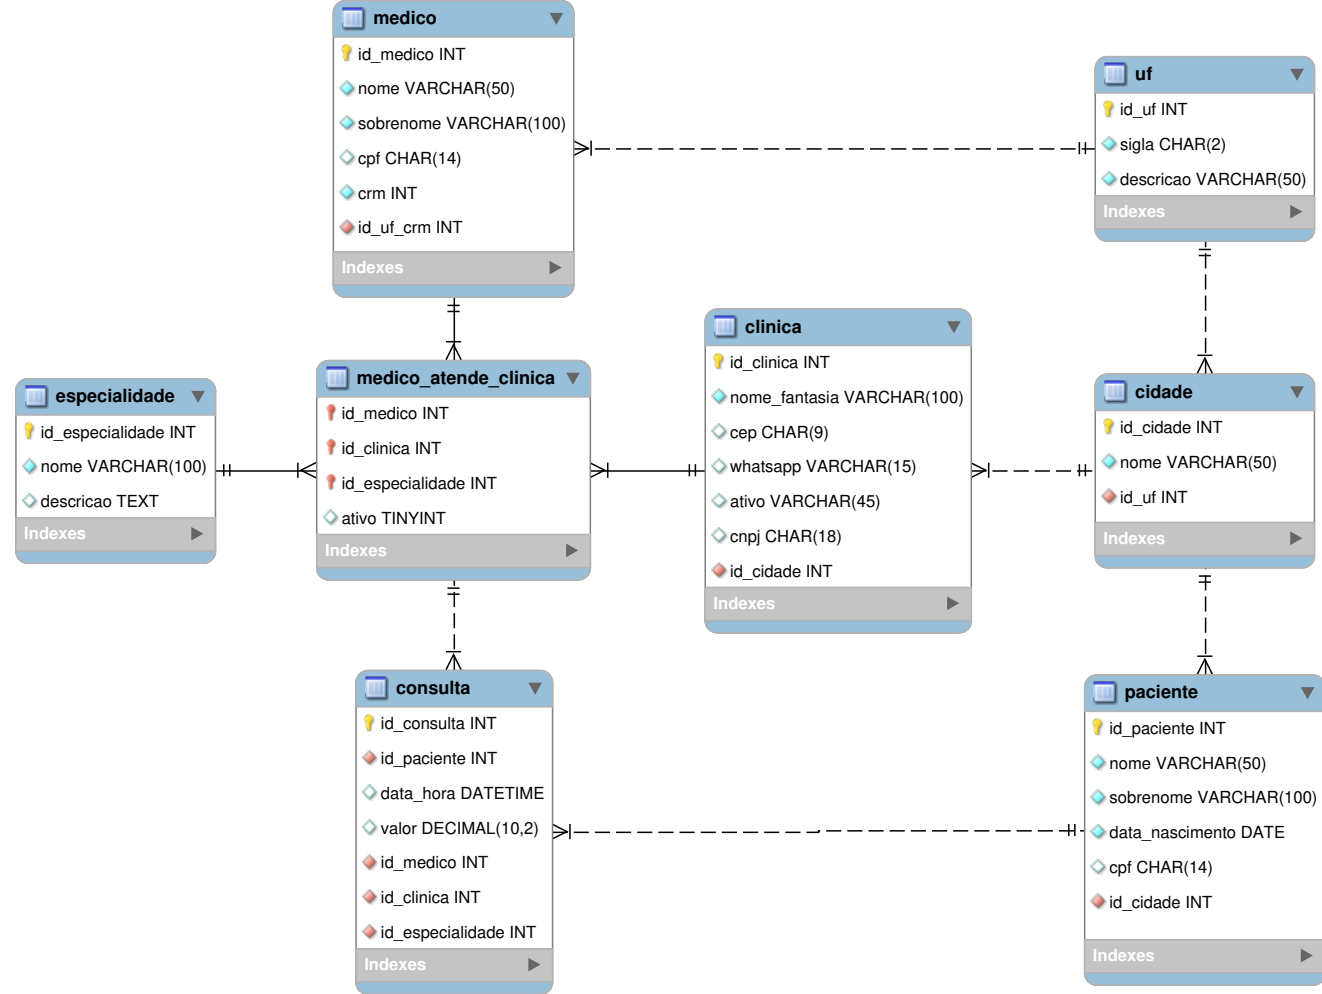 medico
id_medico INT
nome VARCHAR(50)
sobrenome VARCHAR(100)
cpf CHAR(14)
crm INT
id_uf_crm INT
Indexes
uf
id_uf INT
sigla CHAR(2)
descricao VARCHAR(50)
Indexes
especialidade
id_especialidade INT
nome VARCHAR(100)
descricao TEXT
Indexes
medico_atende_clinica
id_medico INT
id_clinica INT
id_especialidade INT
ativo TINYINT
Indexes
clinica
id_clinica INT
nome_fantasia VARCHAR(100)
cep CHAR(9)
whatsapp VARCHAR(15)
ativo VARCHAR(45)
cnpj CHAR(18)
id_cidade INT
Indexes
cidade
id_cidade INT
nome VARCHAR(50)
id_uf INT
Indexes
consulta
id_consulta INT
id_paciente INT
data_hora DATETIME
valor DECIMAL(10,2)
id_medico INT
id_clinica INT
id_especialidade INT
Indexes
paciente
id_paciente INT
nome VARCHAR(50)
sobrenome VARCHAR(100)
data_nascimento DATE
cpf CHAR(14)
id_cidade INT
Indexes